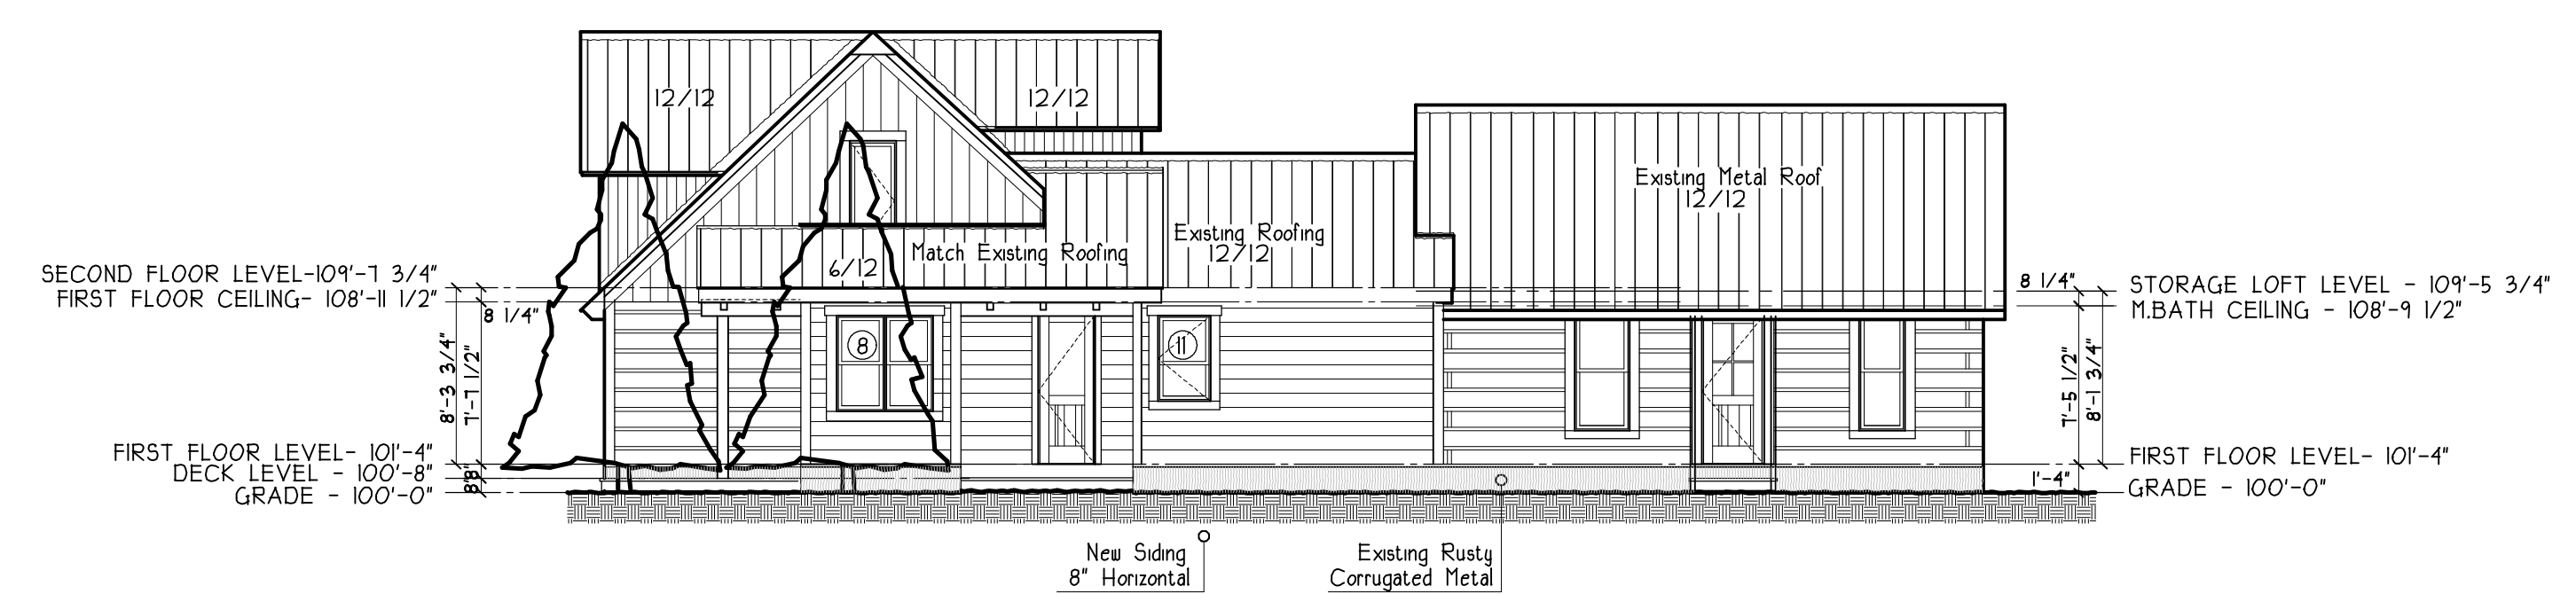 12/12
12/12
Existing Metal Roof
12/12
Existing Roofing
12/12
Match Existing Roofing
6/12
SECOND FLOOR LEVEL-109'-7 3/4"
FIRST FLOOR CEILING- 108'-11 1/2"
8 1/4"
8 1/4"
STORAGE LOFT LEVEL - 109'-5 3/4"
M.BATH CEILING - 108'-9 1/2"
8
11
8'-3 3/4"
7'-7 1/2"
7'-5 1/2"
8'-1 3/4"
FIRST FLOOR LEVEL- 101'-4"
DECK LEVEL - 100'-8"
GRADE - 100'-0"
8"
8"
1'-4"
FIRST FLOOR LEVEL- 101'-4"
GRADE - 100'-0"
New Siding
8" Horizontal
Existing Rusty
Corrugated Metal